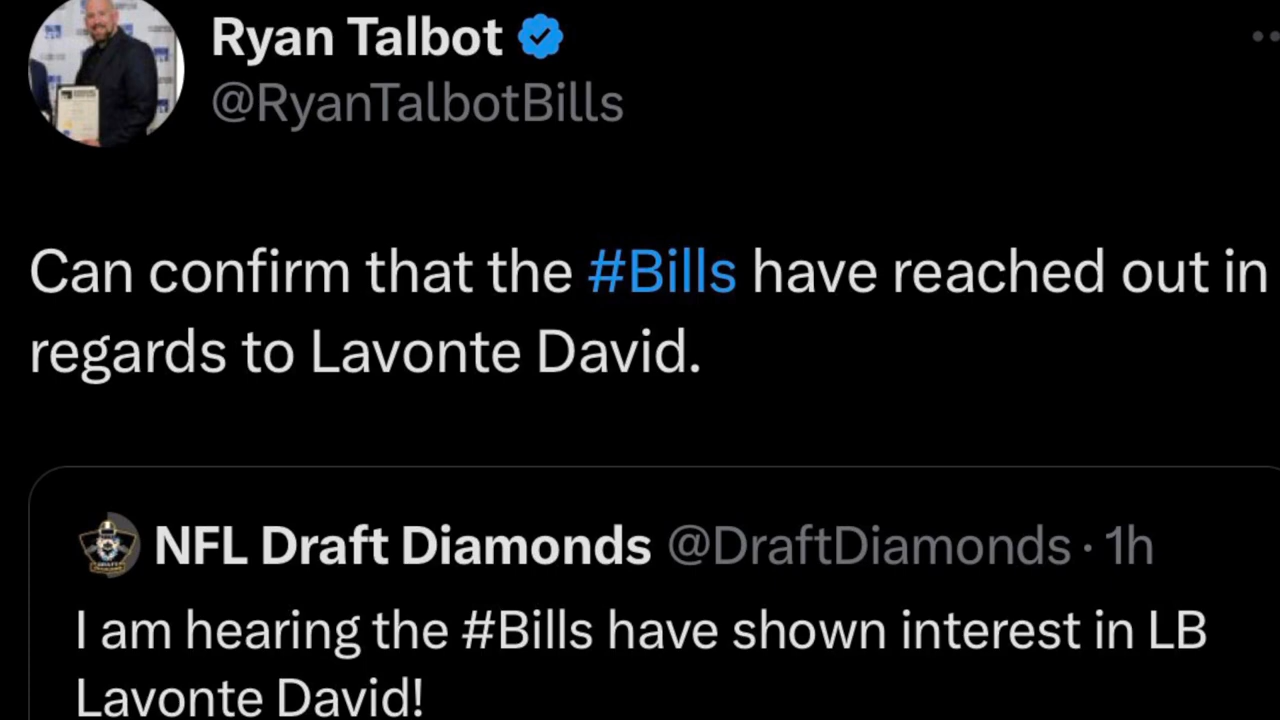 Ryan Talbot
@RyanTalbotBills
Can confirm that the #Bills have reached out in
regards to Lavonte David.
NFL Draft Diamonds @DraftDiamonds · 1h
I am hearing the #Bills have shown interest in LB
Lavonte David!